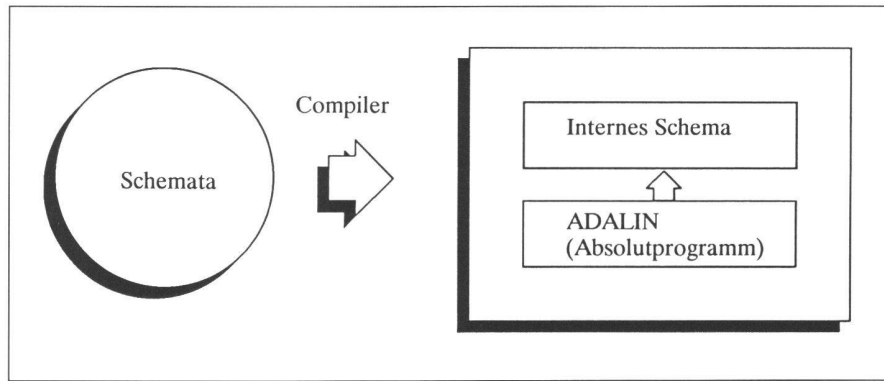 Compiler
Schemata
Internes Schema
ADALIN
(Absolutprogramm)